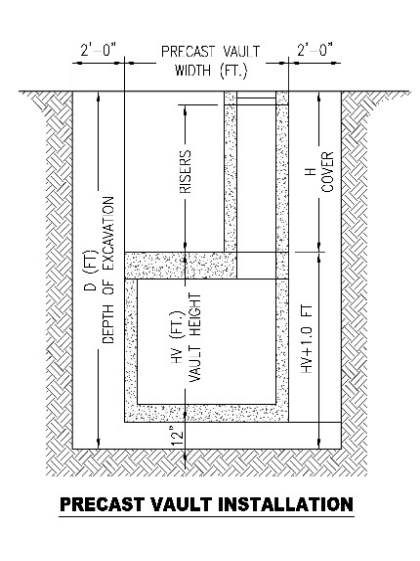 2'-0"
PRECAST VAULT
WIDTH (FT.)
2'-0"
D (FT)
DEPTH OF EXCAVATION
RISERS
H
COVER
HV (FT.)
VAULT HEIGHT
HV+1.0 FT
12"
PRECAST VAULT INSTALLATION